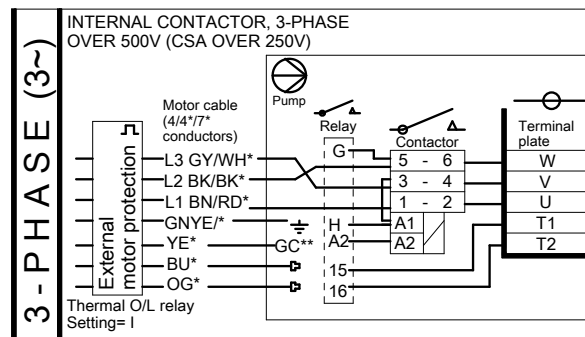 3 - PHASE (3~)
INTERNAL CONTACTOR, 3-PHASE
OVER 500V (CSA OVER 250V)
Pump
Motor cable
(4/4*/7*
conductors)
Relay
Contactor
Terminal
plate
External
motor protection
L3 GY/WH*
L2 BK/BK*
L1 BN/RD*
GNYE/*
YE*
BU*
OG*
GC**
G
H
A2
15
16
5 - 6
3 - 4
1 - 2
A1
A2
W
V
U
T1
T2
Thermal O/L relay
Setting= I